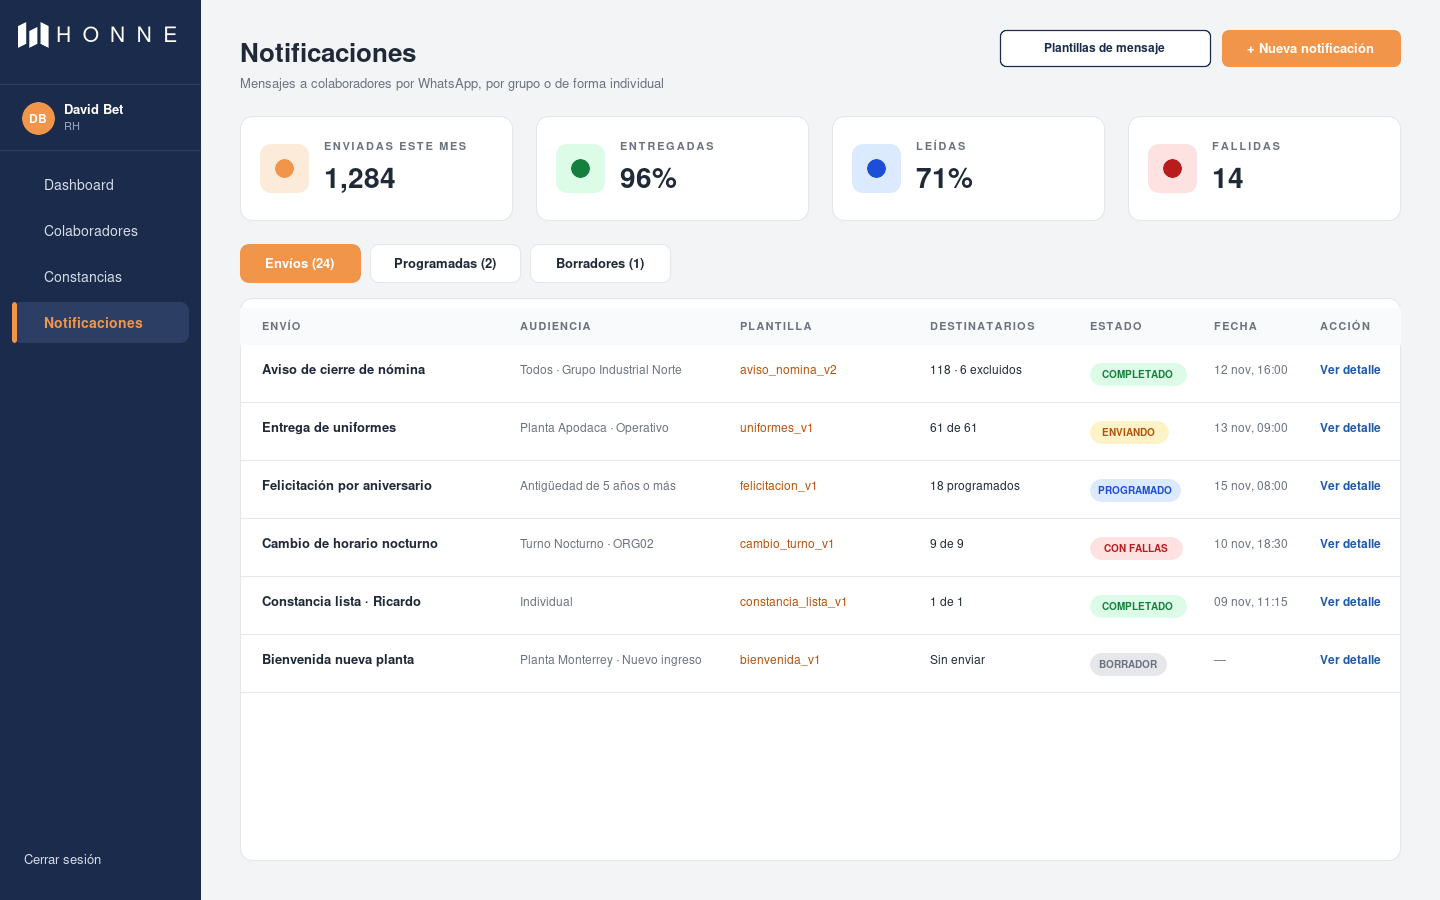 HONNE
DB
David Bet
RH
Dashboard
Colaboradores
Constancias
Notificaciones
Cerrar sesión
Notificaciones
Mensajes a colaboradores por WhatsApp, por grupo o de forma individual
Plantillas de mensaje
+ Nueva notificación
ENVIADAS ESTE MES
1,284
ENTREGADAS
96%
LEÍDAS
71%
FALLIDAS
14
Envíos (24)
Programadas (2)
Borradores (1)
ENVÍO AUDIENCIA PLANTILLA DESTINATARIOS ESTADO FECHA ACCIÓN
Aviso de cierre de nómina Todos · Grupo Industrial Norte aviso_nomina_v2 118 · 6 excluidos COMPLETADO 12 nov, 16:00 Ver detalle
Entrega de uniformes Planta Apodaca · Operativo uniformes_v1 61 de 61 ENVIANDO 13 nov, 09:00 Ver detalle
Felicitación por aniversario Antigüedad de 5 años o más felicitacion_v1 18 programados PROGRAMADO 15 nov, 08:00 Ver detalle
Cambio de horario nocturno Turno Nocturno · ORG02 cambio_turno_v1 9 de 9 CON FALLAS 10 nov, 18:30 Ver detalle
Constancia lista · Ricardo Individual constancia_lista_v1 1 de 1 COMPLETADO 09 nov, 11:15 Ver detalle
Bienvenida nueva planta Planta Monterrey · Nuevo ingreso bienvenida_v1 Sin enviar BORRADOR — Ver detalle